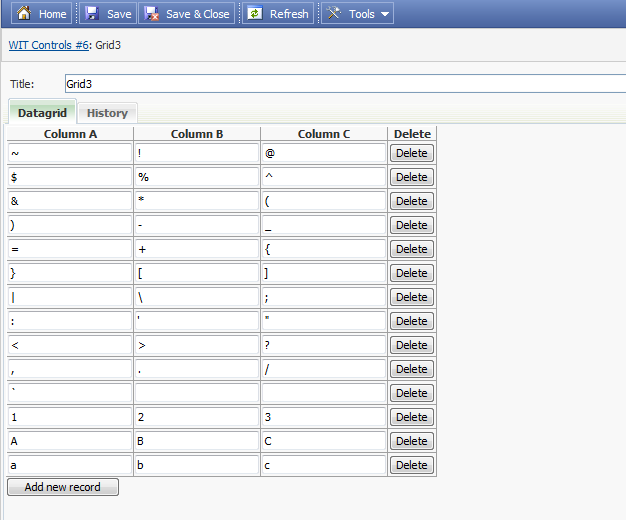 Home Save Save & Close Refresh Tools
WIT Controls #6: Grid3
Title: Grid3
Datagrid History
Column A Column B Column C Delete
~ ! @ Delete
$ % ^ Delete
& * ( Delete
) - _ Delete
= + { Delete
} [ ] Delete
| \ ; Delete
: ' " Delete
< > ? Delete
, . / Delete
` Delete
1 2 3 Delete
A B C Delete
a b c Delete
Add new record